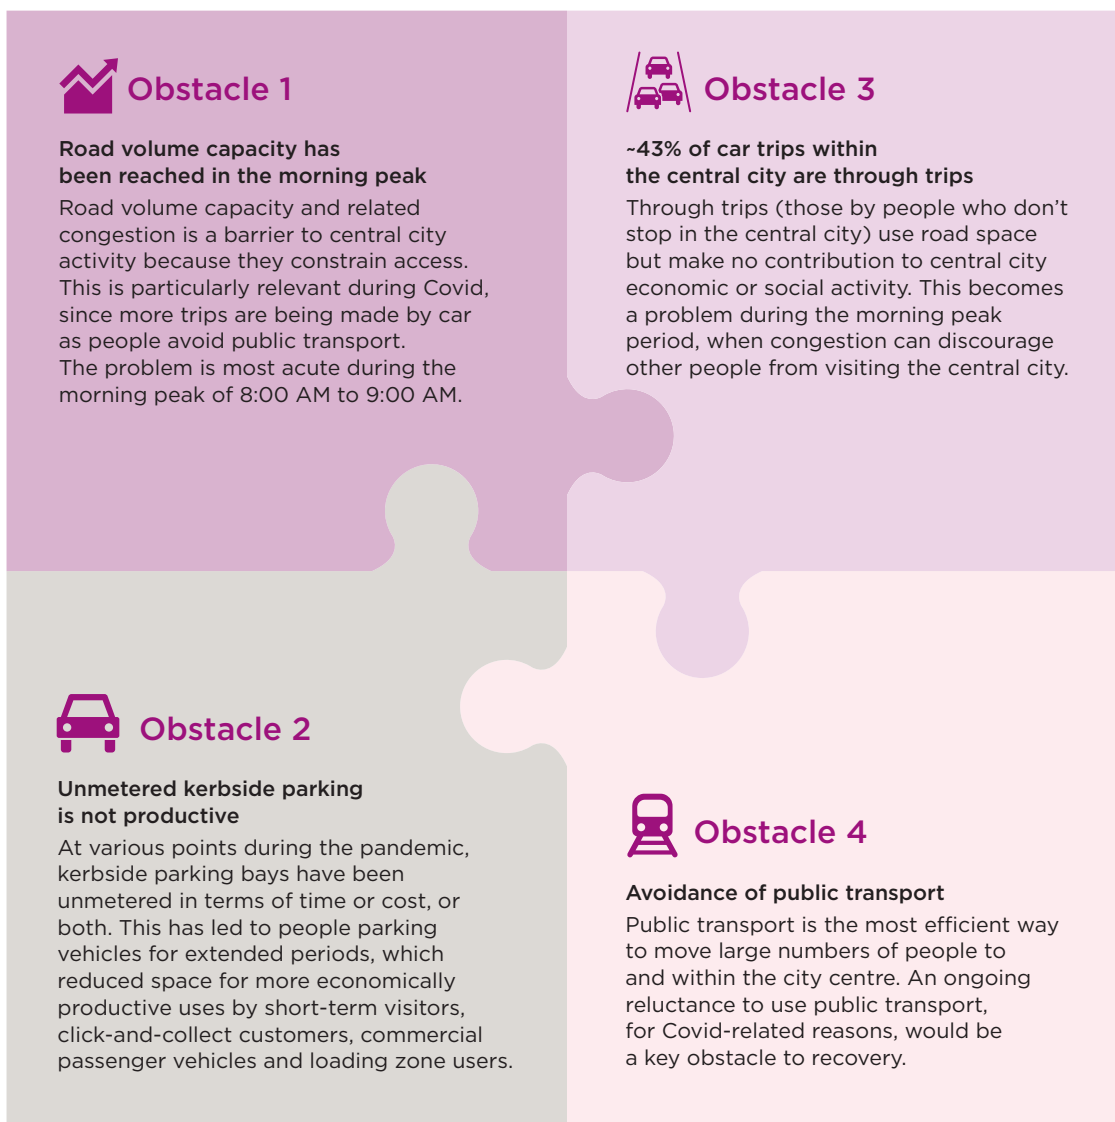 Obstacle 1
Road volume capacity has
been reached in the morning peak
Road volume capacity and related
congestion is a barrier to central city
activity because they constrain access.
This is particularly relevant during Covid,
since more trips are being made by car
as people avoid public transport.
The problem is most acute during the
morning peak of 8:00 AM to 9:00 AM.
Obstacle 2
Unmetered kerbside parking
is not productive
At various points during the pandemic,
kerbside parking bays have been
unmetered in terms of time or cost, or
both. This has led to people parking
vehicles for extended periods, which
reduced space for more economically
productive uses by short-term visitors,
click-and-collect customers, commercial
passenger vehicles and loading zone users.
Obstacle 3
~43% of car trips within
the central city are through trips
Through trips (those by people who don’t
stop in the central city) use road space
but make no contribution to central city
economic or social activity. This becomes
a problem during the morning peak
period, when congestion can discourage
other people from visiting the central city.
Obstacle 4
Avoidance of public transport
Public transport is the most efficient way
to move large numbers of people to
and within the city centre. An ongoing
reluctance to use public transport,
for Covid-related reasons, would be
a key obstacle to recovery.